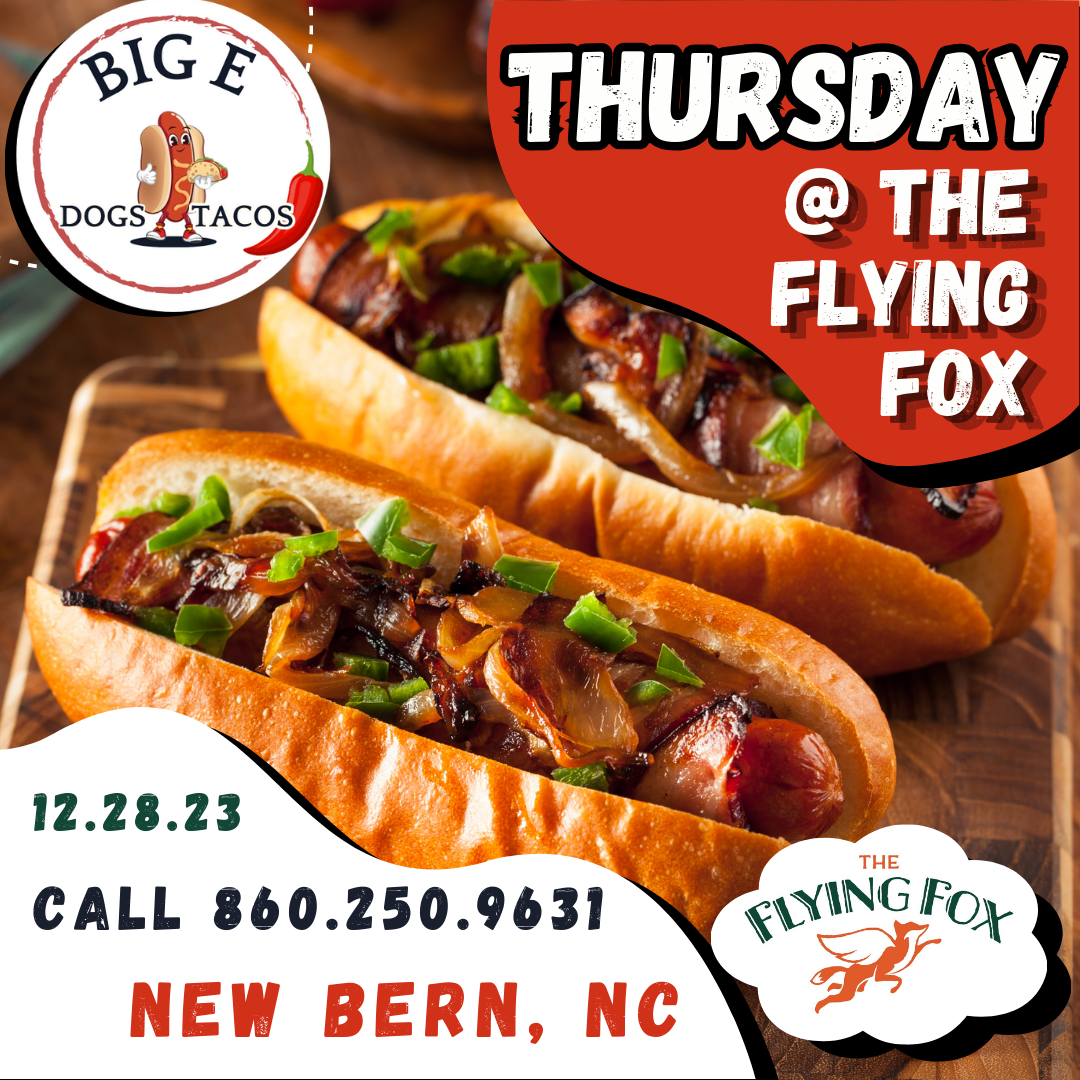 BIG E
DOGS TACOS
THURSDAY
@ THE
FLYING
FOX
12.28.23
CALL 860.250.9631
NEW BERN, NC
THE
FLYING FOX